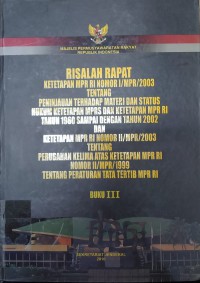 MAJELIS PERMUSYAWARATAN RAKYAT
REPUBLIK INDONESIA
RISALAH RAPAT
KETETAPAN MPR RI NOMOR I/MPR/2003
TENTANG
PENINJAUAN TERHADAP MATERI DAN STATUS
HUKUM KETETAPAN MPRS DAN KETETAPAN MPR RI
TAHUN 1960 SAMPAI DENGAN TAHUN 2002
DAN
KETETAPAN MPR RI NOMOR II/MPR/2003
TENTANG
PERUBAHAN KELIMA ATAS KETETAPAN MPR RI
NOMOR II/MPR/1999
TENTANG PERATURAN TATA TERTIB MPR RI
BUKU III
SEKRETARIAT JENDERAL